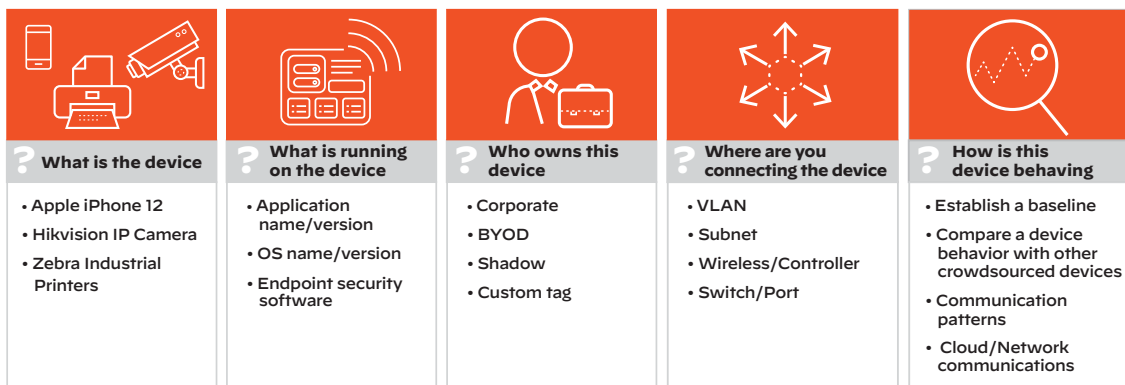 ? What is the device
• Apple iPhone 12
• Hikvision IP Camera
• Zebra Industrial
Printers
? What is running
on the device
• Application
name/version
• OS name/version
• Endpoint security
software
? Who owns this
device
• Corporate
• BYOD
• Shadow
• Custom tag
? Where are you
connecting the device
• VLAN
• Subnet
• Wireless/Controller
• Switch/Port
? How is this
device behaving
• Establish a baseline
• Compare a device
behavior with other
crowdsourced devices
• Communication
patterns
• Cloud/Network
communications